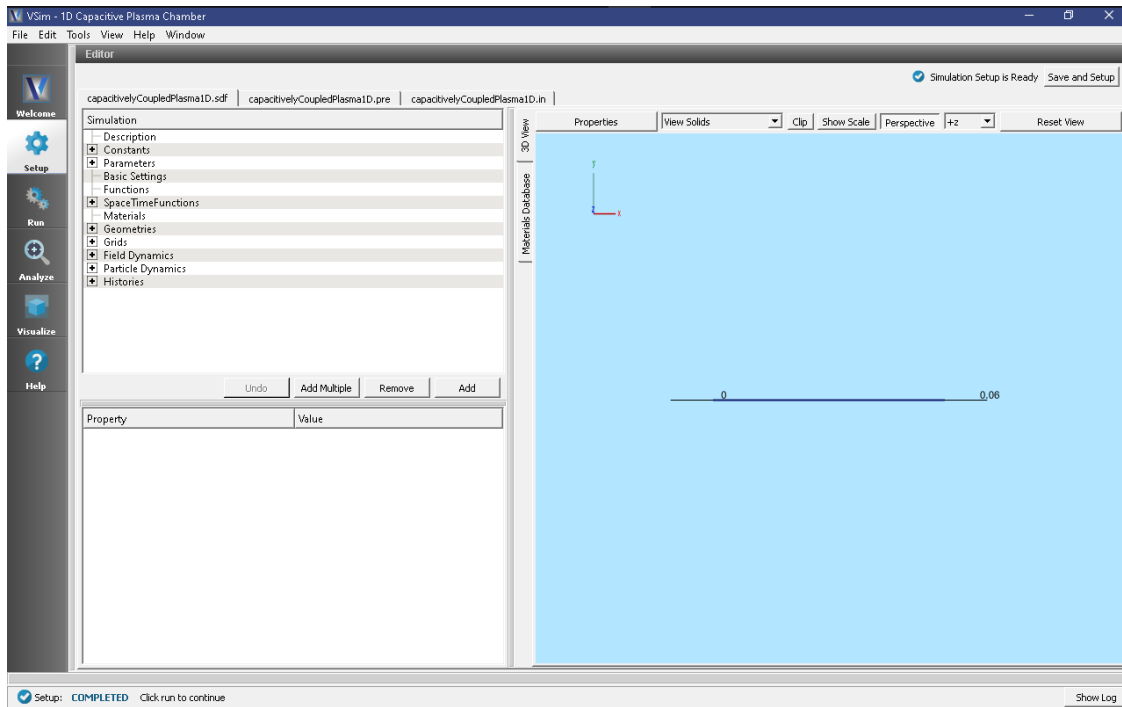 VSim - 1D Capacitive Plasma Chamber
File Edit Tools View Help Window
Editor
Simulation Setup is Ready Save and Setup
capacitivelyCoupledPlasma1D.sdf capacitivelyCoupledPlasma1D.pre capacitivelyCoupledPlasma1D.in
Welcome
Setup
Run
Analyze
Visualize
Help
Simulation
Description
Constants
Parameters
Basic Settings
Functions
SpaceTimeFunctions
Materials
Geometries
Grids
Field Dynamics
Particle Dynamics
Histories
Undo Add Multiple Remove Add
Property Value
3D View
Materials Database
Properties View Solids Clip Show Scale Perspective +z Reset View
y
z x
0 0.06
Setup: COMPLETED Click run to continue Show Log